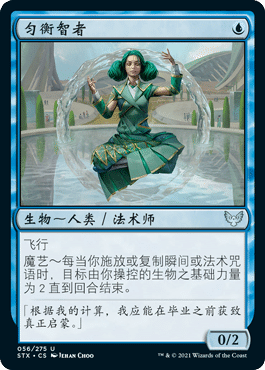 匀衡智者
生物～人类／法术师
飞行
魔艺～每当你施放或复制瞬间或法术咒
语时，目标由你操控的生物之基础力量
为2直到回合结束。
「根据我的计算，我应能在毕业之前获致
真正启蒙。」
0/2
056/275 U
STX • CS JEHAN CHOO
™ & © 2021 Wizards of the Coast